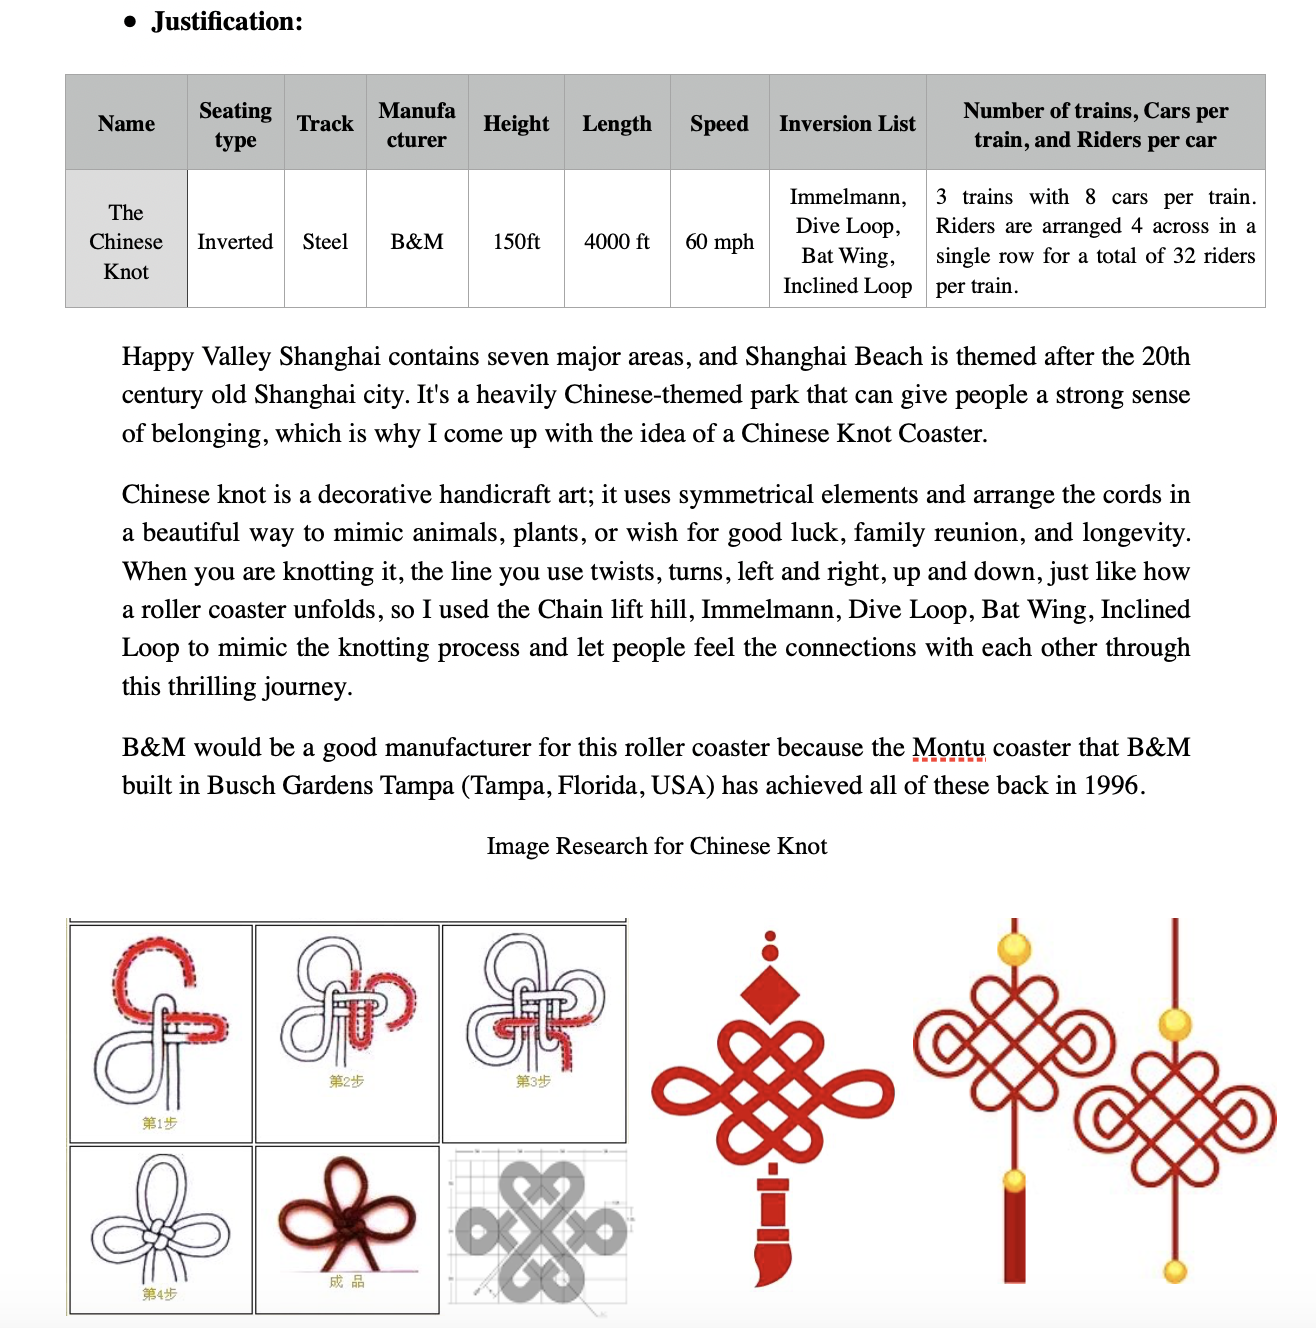 • Justification:
Name
Seating type
Track
Manufa
cturer
Height
Length
Speed
Inversion List
Number of trains, Cars per
train, and Riders per car
The
Chinese
Knot
Inverted
Steel
B&M
150ft
4000 ft
60 mph
Immelmann,
Dive Loop,
Bat Wing,
Inclined Loop
3 trains with 8 cars per train.
Riders are arranged 4 across in a
single row for a total of 32 riders
per train.
Happy Valley Shanghai contains seven major areas, and Shanghai Beach is themed after the 20th
century old Shanghai city. It's a heavily Chinese-themed park that can give people a strong sense
of belonging, which is why I come up with the idea of a Chinese Knot Coaster.
Chinese knot is a decorative handicraft art; it uses symmetrical elements and arrange the cords in
a beautiful way to mimic animals, plants, or wish for good luck, family reunion, and longevity.
When you are knotting it, the line you use twists, turns, left and right, up and down, just like how
a roller coaster unfolds, so I used the Chain lift hill, Immelmann, Dive Loop, Bat Wing, Inclined
Loop to mimic the knotting process and let people feel the connections with each other through
this thrilling journey.
B&M would be a good manufacturer for this roller coaster because the Montu coaster that B&M
built in Busch Gardens Tampa (Tampa, Florida, USA) has achieved all of these back in 1996.
Image Research for Chinese Knot
第1步
第2步
第3步
第4步
成 品